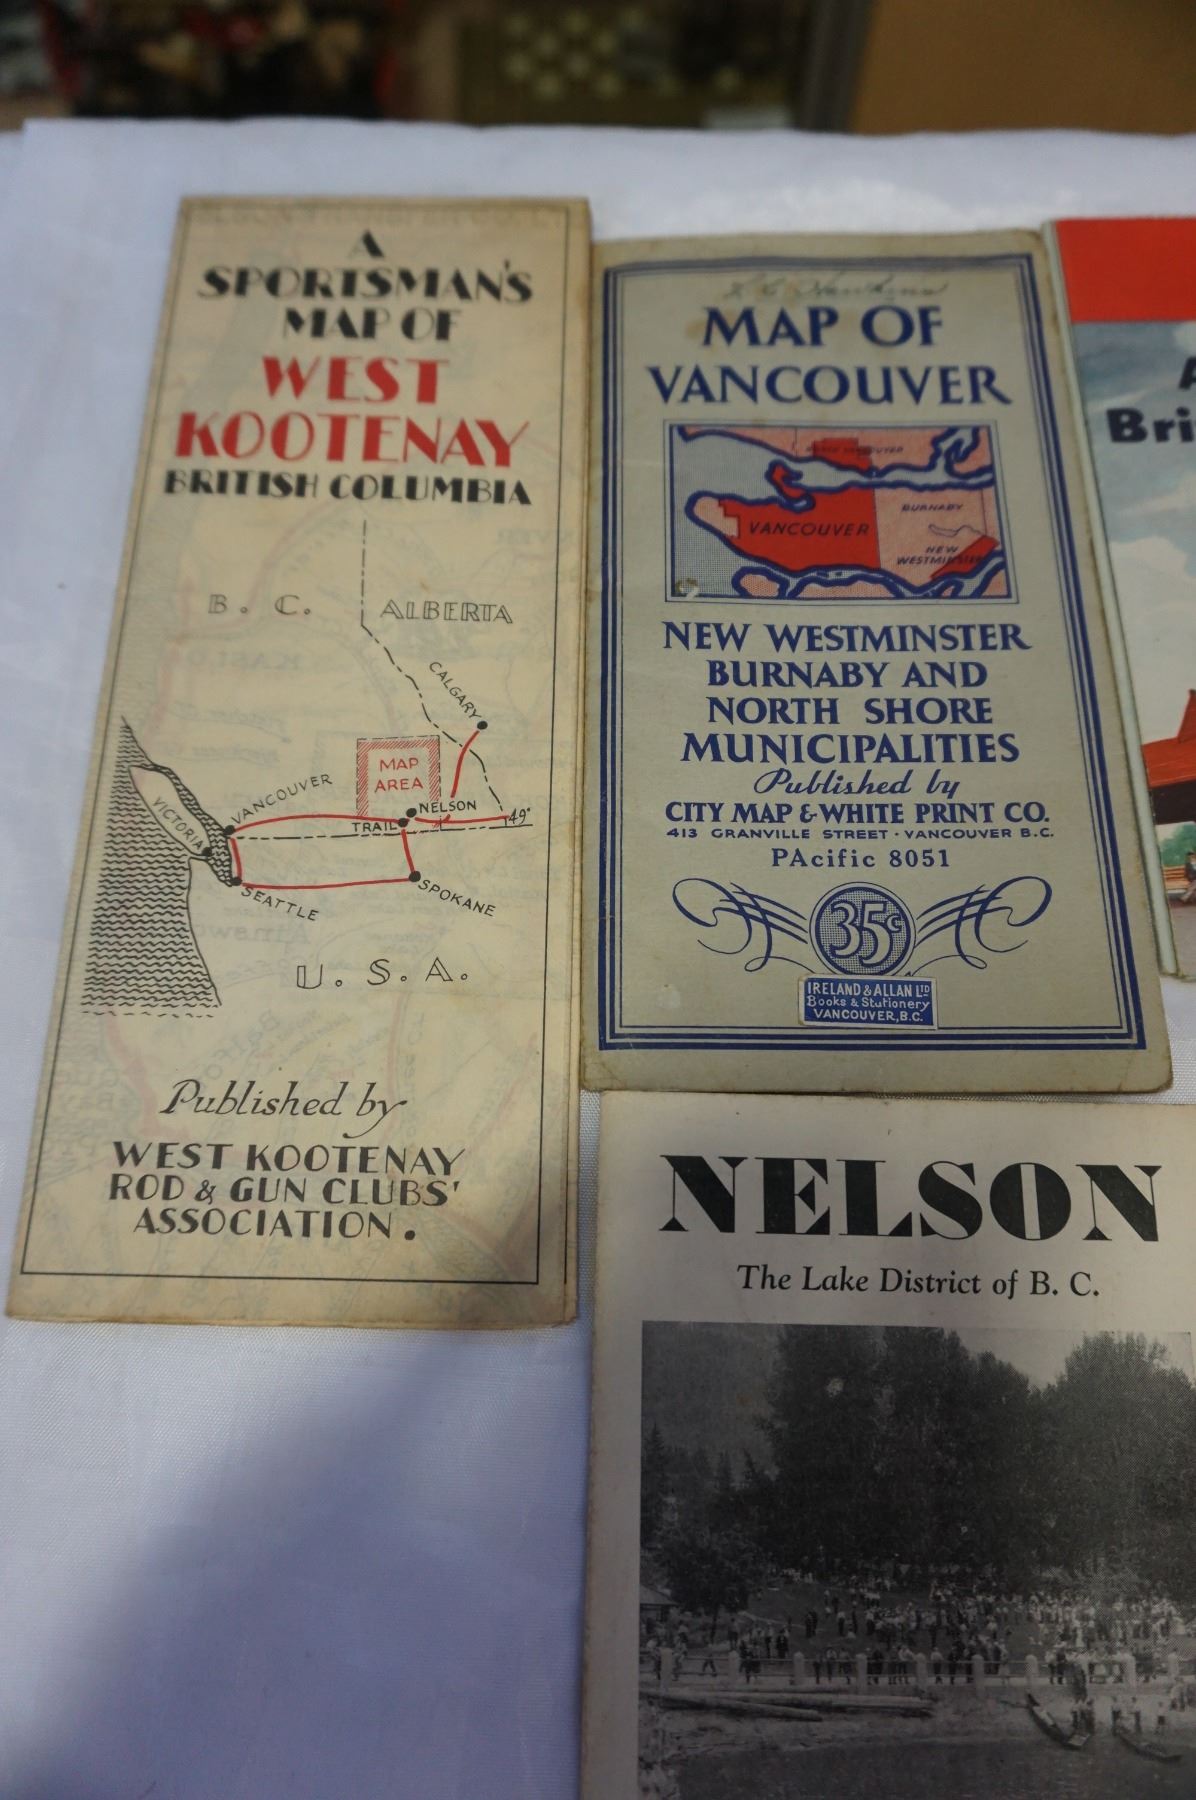 A
SPORTSMAN'S
MAP OF
WEST
KOOTENAY
BRITISH COLUMBIA
B. C.
ALBERTA
CALGARY
MAP
AREA
NELSON
TRAIL
49°
VANCOUVER
VICTORIA
SEATTLE
SPOKANE
U. S. A.
Published by
WEST KOOTENAY
ROD & GUN CLUBS'
ASSOCIATION.
MAP OF
VANCOUVER
NORTH VANCOUVER
VANCOUVER
BURNABY
NEW
WESTMINSTER
NEW WESTMINSTER
BURNABY AND
NORTH SHORE
MUNICIPALITIES
Published by
CITY MAP & WHITE PRINT CO.
413 GRANVILLE STREET · VANCOUVER B.C.
PAcific 8051
35¢
IRELAND & ALLAN LTD
Books & Stationery
VANCOUVER, B.C.
A
Bri
NELSON
The Lake District of B. C.